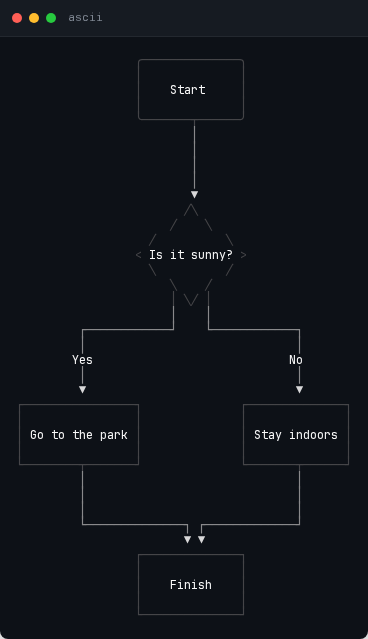 ascii
Start
Is it sunny?
Yes
No
Go to the park
Stay indoors
Finish